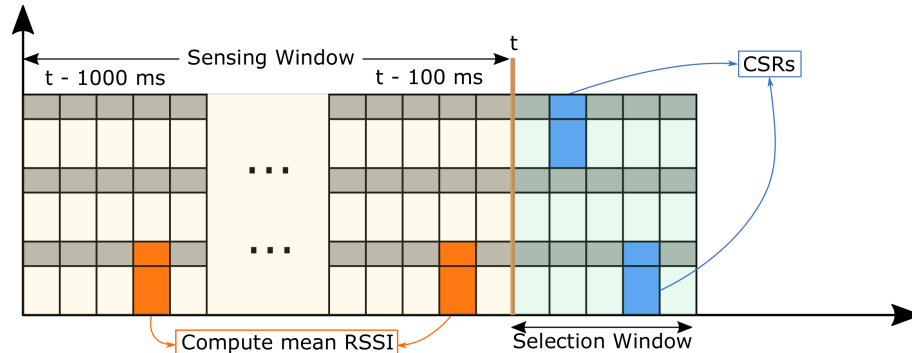 t
Sensing Window
CSRs
t - 1000 ms
t - 100 ms
...
...
Compute mean RSSI
Selection Window